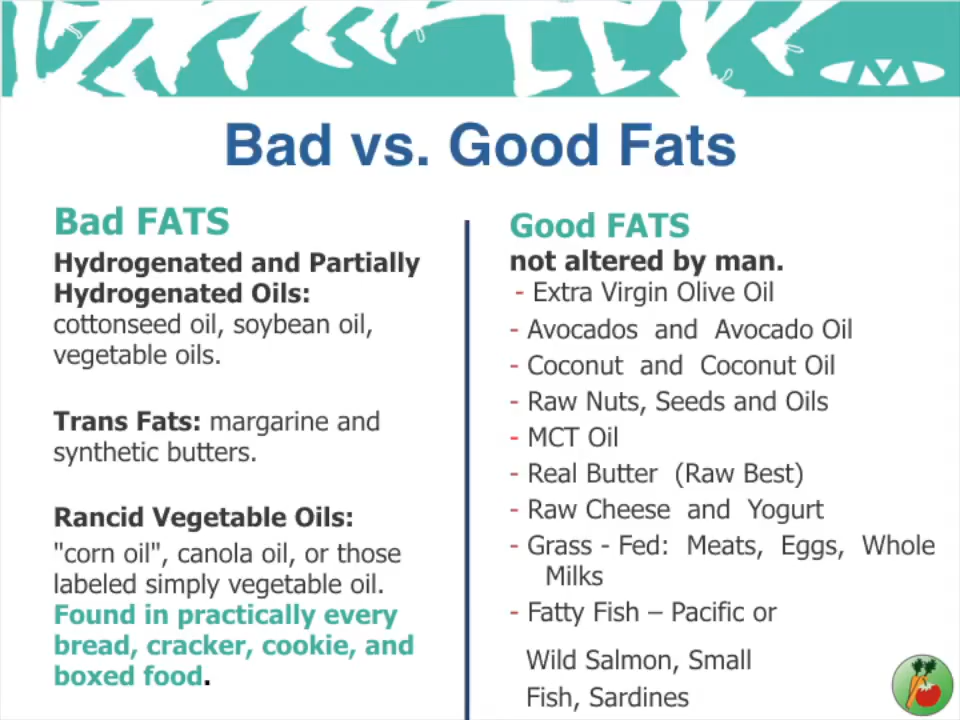 Bad vs. Good Fats
Bad FATS
Hydrogenated and Partially
Hydrogenated Oils:
cottonseed oil, soybean oil,
vegetable oils.
Trans Fats: margarine and
synthetic butters.
Rancid Vegetable Oils:
"corn oil", canola oil, or those
labeled simply vegetable oil.
Found in practically every
bread, cracker, cookie, and
boxed food.
Good FATS
not altered by man.
- Extra Virgin Olive Oil
- Avocados and Avocado Oil
- Coconut and Coconut Oil
- Raw Nuts, Seeds and Oils
- MCT Oil
- Real Butter (Raw Best)
- Raw Cheese and Yogurt
- Grass - Fed: Meats, Eggs, Whole
Milks
- Fatty Fish – Pacific or
Wild Salmon, Small
Fish, Sardines